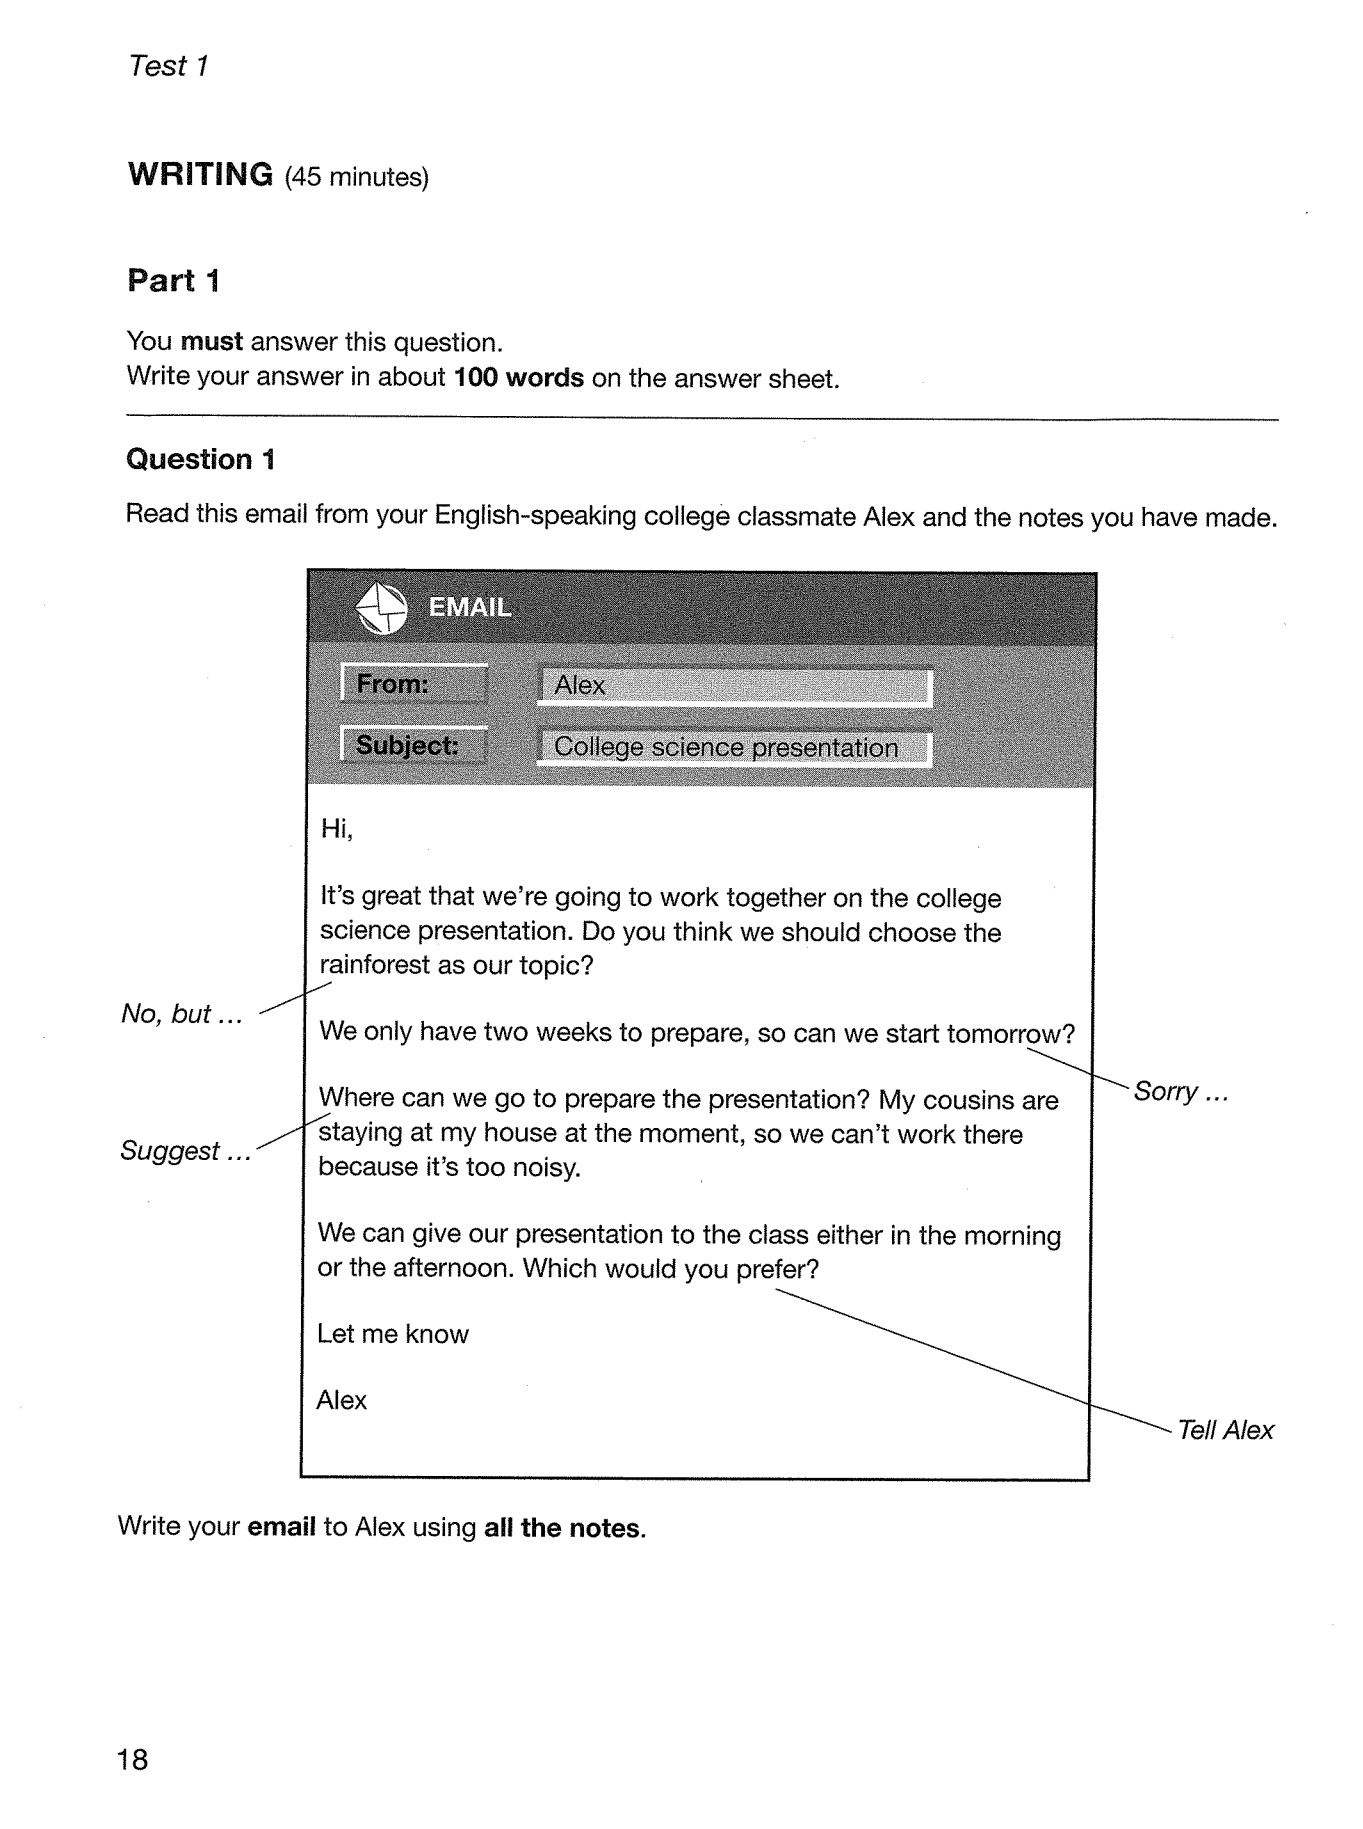 Test 1
WRITING (45 minutes)
Part 1
You must answer this question.
Write your answer in about 100 words on the answer sheet.
Question 1
Read this email from your English-speaking college classmate Alex and the notes you have made.
EMAIL
From: Alex
Subject: College science presentation
Hi,
It's great that we're going to work together on the college
science presentation. Do you think we should choose the
rainforest as our topic?
No, but ...
We only have two weeks to prepare, so can we start tomorrow?
Sorry ...
Where can we go to prepare the presentation? My cousins are
staying at my house at the moment, so we can't work there
because it's too noisy.
Suggest ...
We can give our presentation to the class either in the morning
or the afternoon. Which would you prefer?
Let me know
Alex
Tell Alex
Write your email to Alex using all the notes.
18